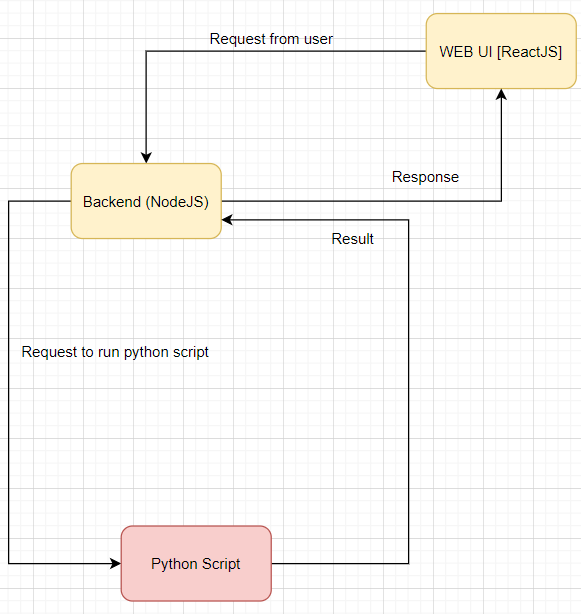 Request from user
WEB UI [ReactJS]
Response
Backend (NodeJS)
Result
Request to run python script
Python Script